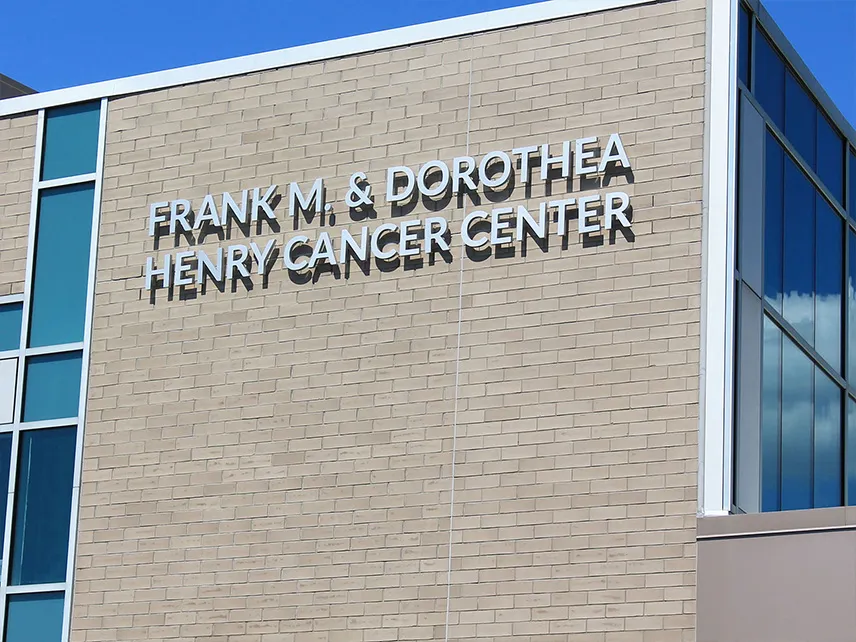 FRANK M. & DOROTHEA
HENRY CANCER CENTER